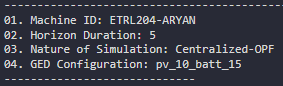 ----------------------------------------------
01. Machine ID: ETRL204-ARYAN
02. Horizon Duration: 5
03. Nature of Simulation: Centralized-OPF
04. GED Configuration: pv_10_batt_15
-------------------------------